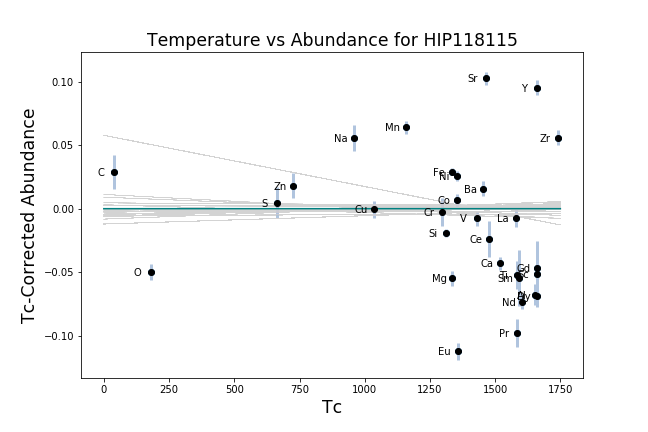 Temperature vs Abundance for HIP118115
Tc-Corrected Abundance
0.10
0.05
0.00
−0.05
−0.10
Sr
Y
Mn
Na
Zr
C
Fe
Ni
Zn
Ba
S
Co
Cu
Cr
V
La
Si
Ce
Ca
O
Gd
Sc
Mg
Sm
Dy
Nd
Pr
Eu
0
250
500
750
1000
1250
1500
1750
Tc